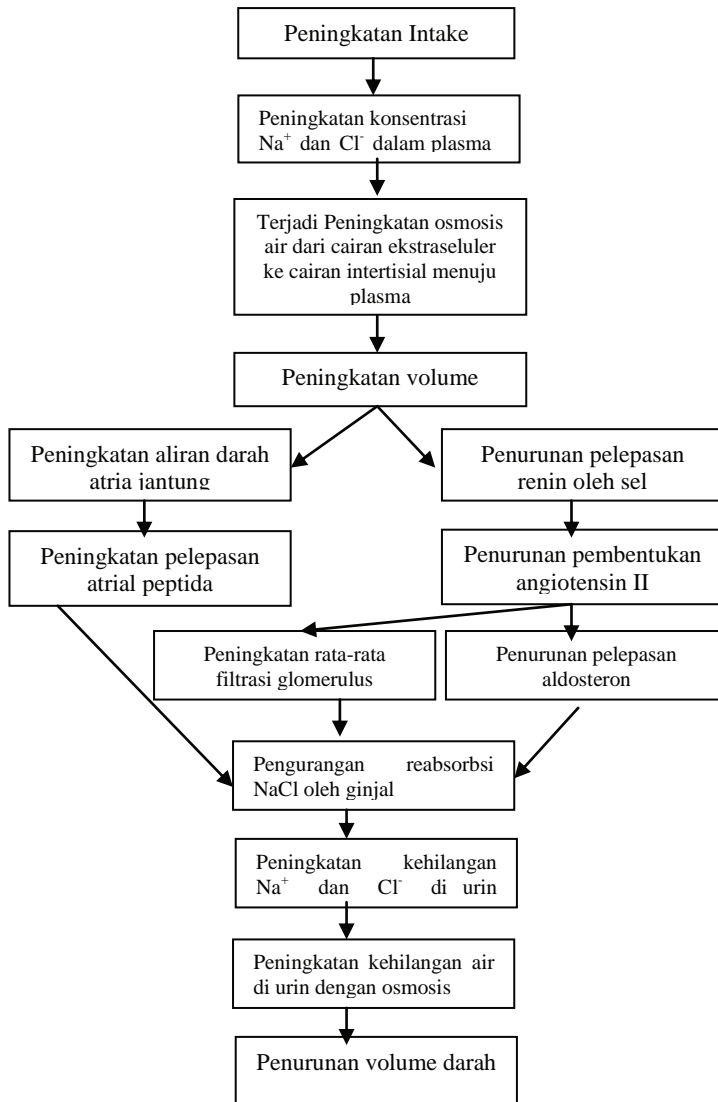 Peningkatan Intake
Peningkatan konsentrasi
Na⁺ dan Cl⁻ dalam plasma
Terjadi Peningkatan osmosis
air dari cairan ekstraseluler
ke cairan intertisial menuju
plasma
Peningkatan volume
Peningkatan aliran darah
atria jantung
Penurunan pelepasan
renin oleh sel
Peningkatan pelepasan
atrial peptida
Penurunan pembentukan
angiotensin II
Peningkatan rata-rata
filtrasi glomerulus
Penurunan pelepasan
aldosteron
Pengurangan reabsorbsi
NaCl oleh ginjal
Peningkatan kehilangan
Na⁺ dan Cl⁻ di urin
Peningkatan kehilangan air
di urin dengan osmosis
Penurunan volume darah